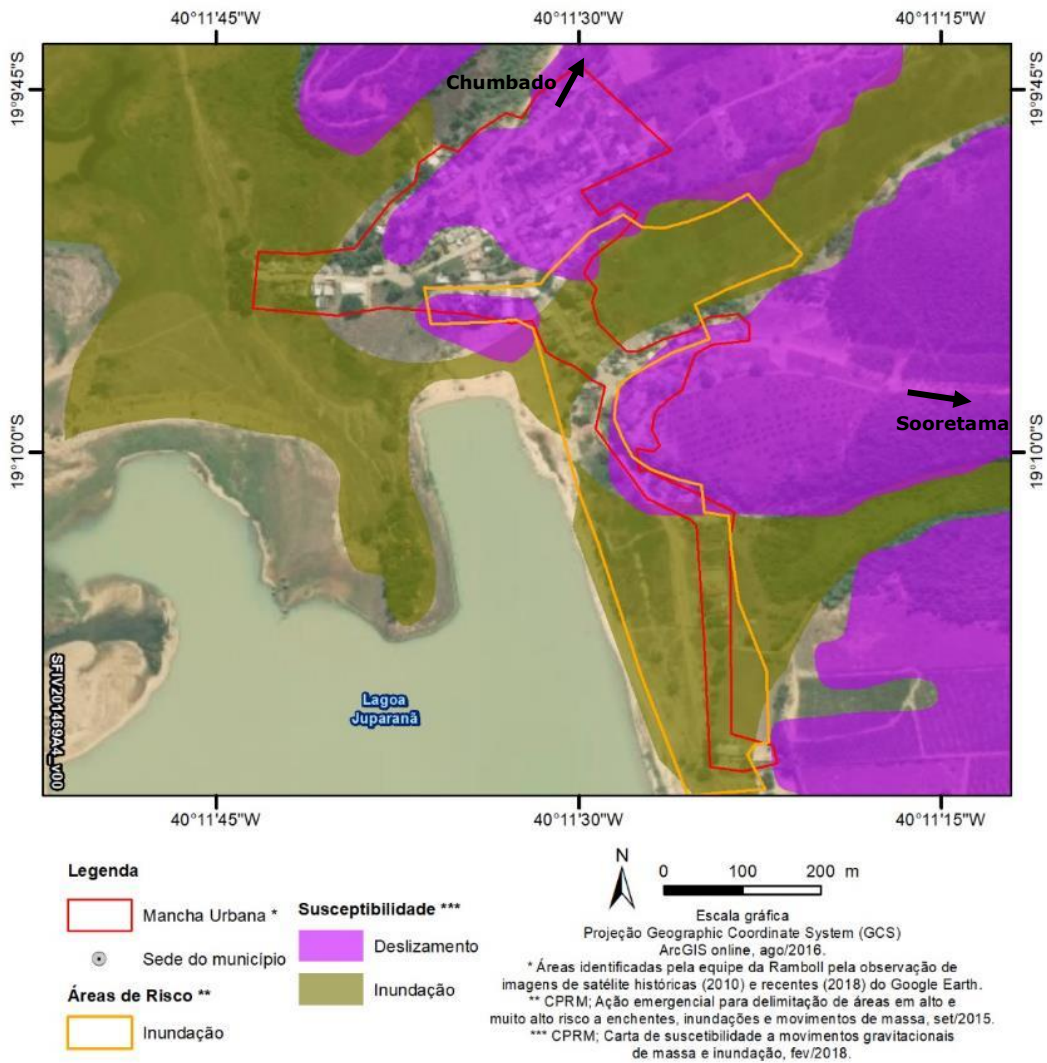 40°11'45"W
40°11'30"W
40°11'15"W
19°9'45"S
19°9'45"S
Chumbado
Sooretama
19°10'0"S
19°10'0"S
Lagoa
Juparanã
SFIV201469A4_v00
40°11'45"W
40°11'30"W
40°11'15"W
Legenda
Mancha Urbana *
Sede do município
Áreas de Risco **
Inundação
Susceptibilidade ***
Deslizamento
Inundação
N
0 100 200 m
Escala gráfica
Projeção Geographic Coordinate System (GCS)
ArcGIS online, ago/2016.
* Áreas identificadas pela equipe da Ramboll pela observação de
imagens de satélite históricas (2010) e recentes (2018) do Google Earth.
** CPRM; Ação emergencial para delimitação de áreas em alto e
muito alto risco a enchentes, inundações e movimentos de massa, set/2015.
*** CPRM; Carta de suscetibilidade a movimentos gravitacionais
de massa e inundação, fev/2018.